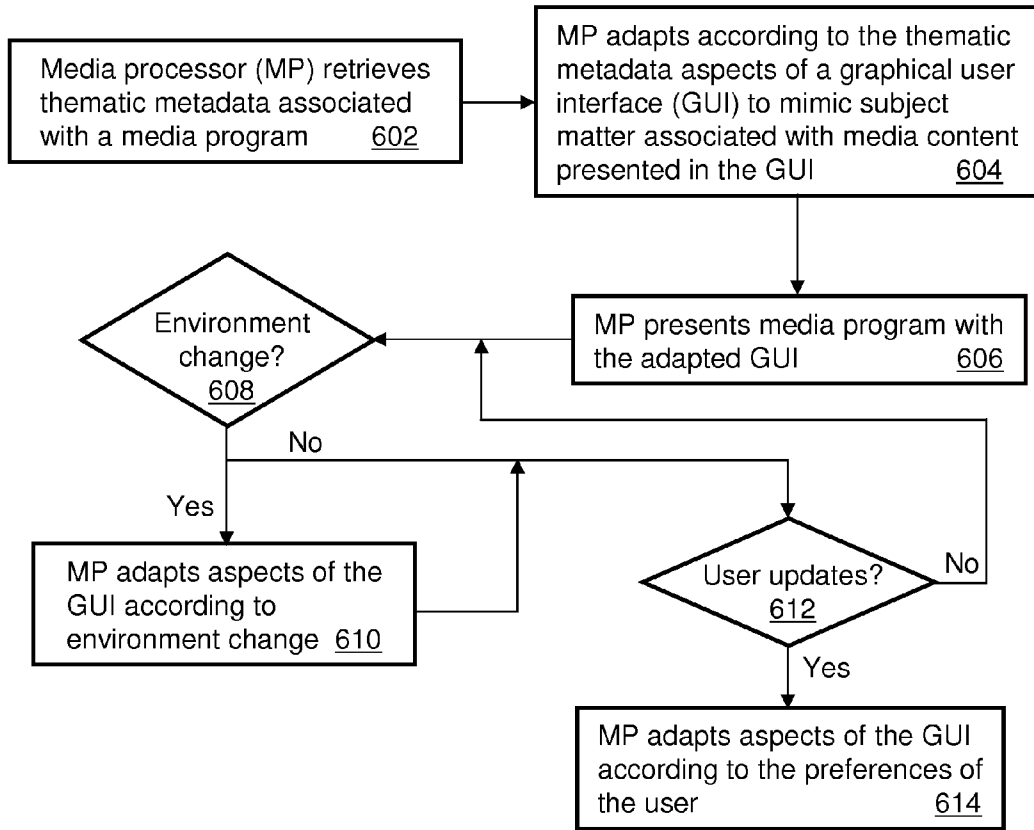 Media processor (MP) retrieves
thematic metadata associated
with a media program 602
MP adapts according to the thematic
metadata aspects of a graphical user
interface (GUI) to mimic subject
matter associated with media content
presented in the GUI 604
MP presents media program with
the adapted GUI 606
Environment
change?
608
No
Yes
MP adapts aspects of the
GUI according to
environment change 610
User updates?
612
No
Yes
MP adapts aspects of the GUI
according to the preferences of
the user 614